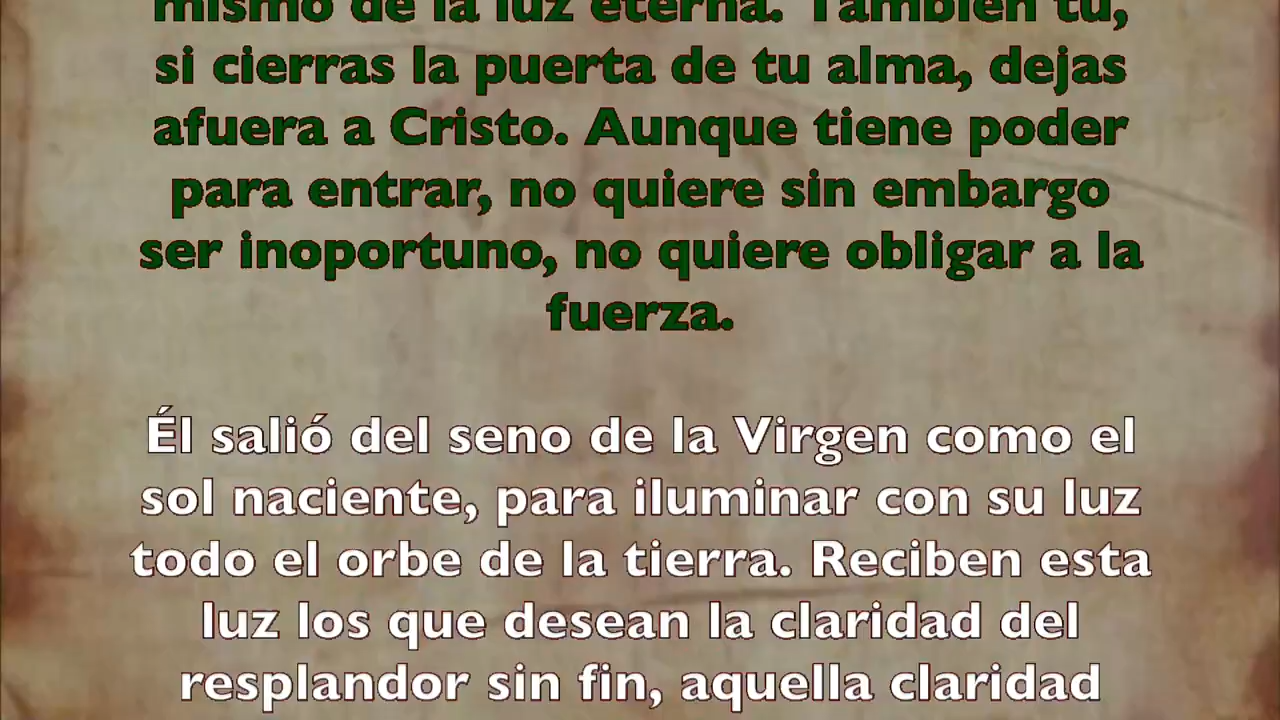 mismo de la luz eterna. También tú,
si cierras la puerta de tu alma, dejas
afuera a Cristo. Aunque tiene poder
para entrar, no quiere sin embargo
ser inoportuno, no quiere obligar a la
fuerza.
Él salió del seno de la Virgen como el
sol naciente, para iluminar con su luz
todo el orbe de la tierra. Reciben esta
luz los que desean la claridad del
resplandor sin fin, aquella claridad